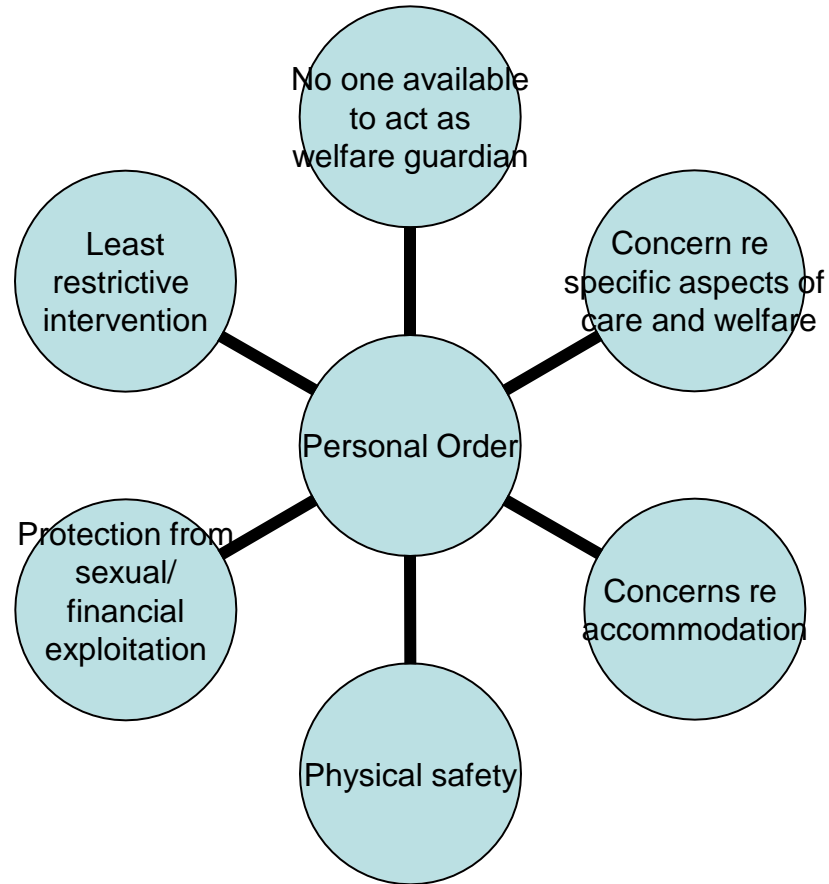 No one available
to act as
welfare guardian
Least
restrictive
intervention
Concern re
specific aspects of
care and welfare
Personal Order
Protection from
sexual/
financial
exploitation
Concerns re
accommodation
Physical safety